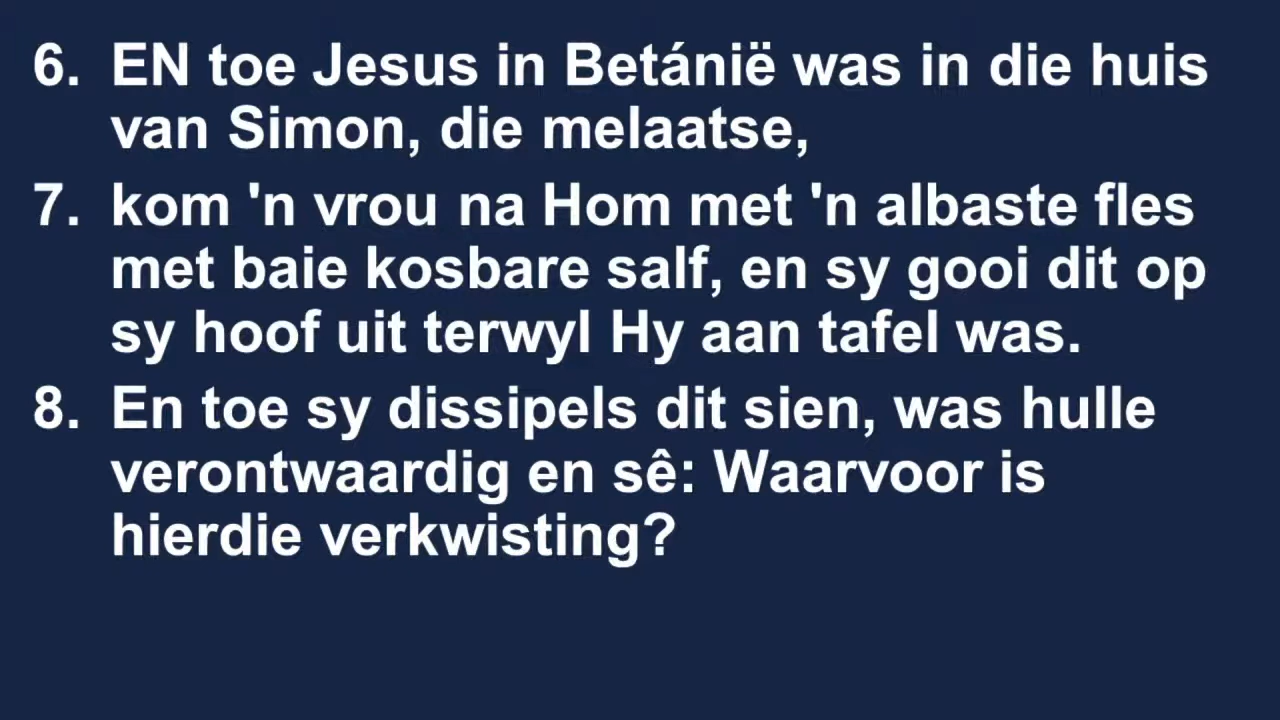 6. EN toe Jesus in Betánië was in die huis
van Simon, die melaatse,
7. kom 'n vrou na Hom met 'n albaste fles
met baie kosbare salf, en sy gooi dit op
sy hoof uit terwyl Hy aan tafel was.
8. En toe sy dissipels dit sien, was hulle
verontwaardig en sê: Waarvoor is
hierdie verkwisting?